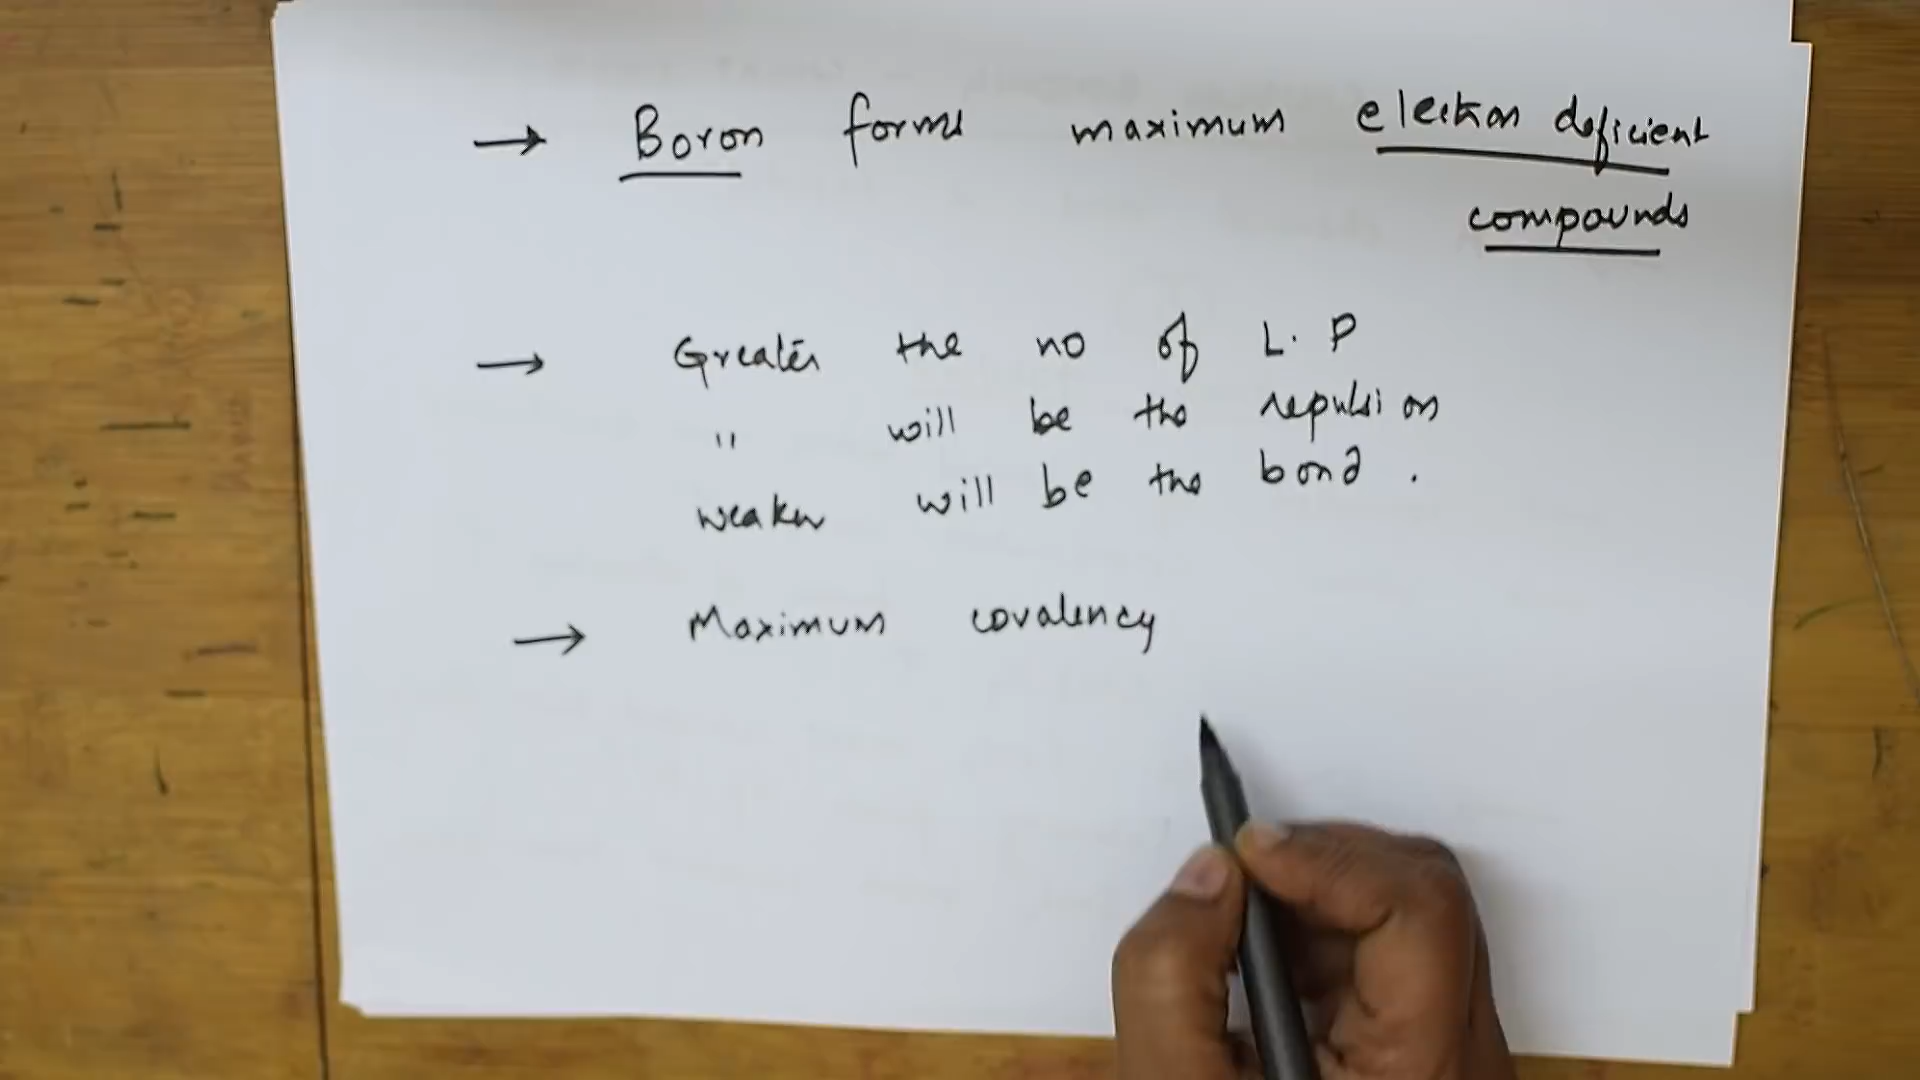 → Boron forms maximum electron deficient
compounds
→ Greater the no of L.P
" will be the repulsion
weaker will be the bond.
→ Maximum covalency